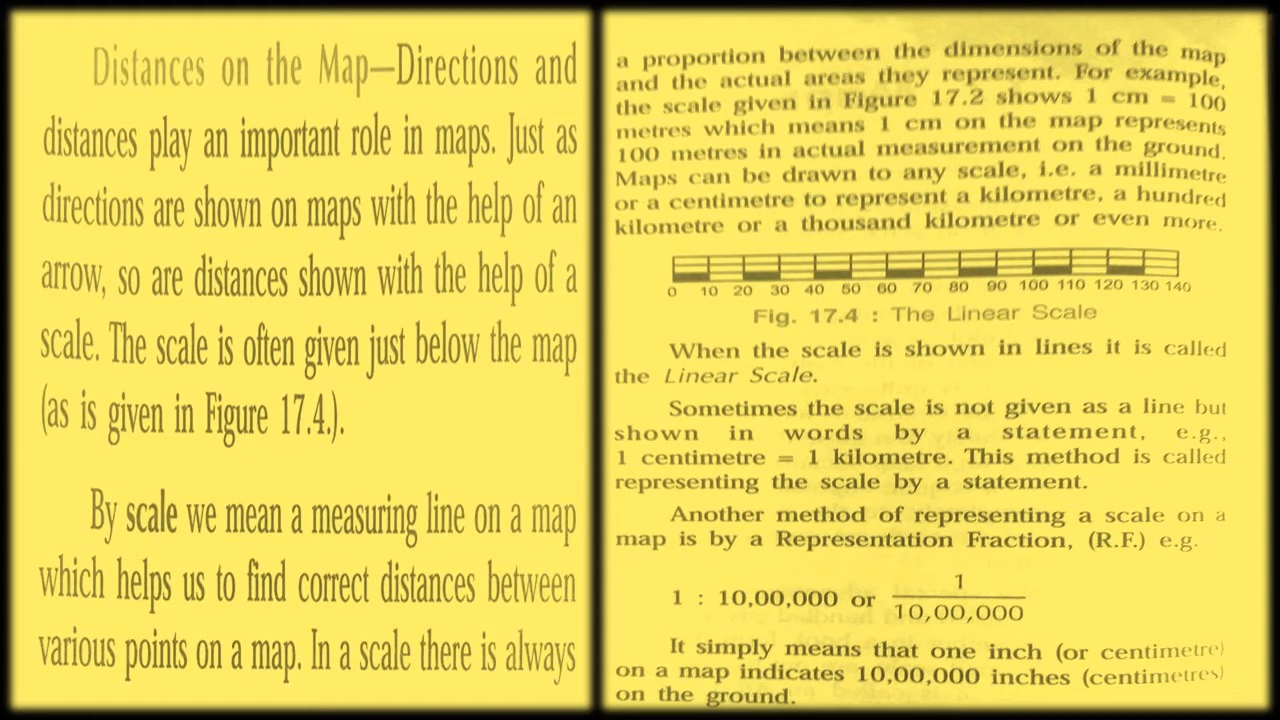 Distances on the Map—Directions and
distances play an important role in maps. Just as
directions are shown on maps with the help of an
arrow, so are distances shown with the help of a
scale. The scale is often given just below the map
(as is given in Figure 17.4.).
By scale we mean a measuring line on a map
which helps us to find correct distances between
various points on a map. In a scale there is always
a proportion between the dimensions of the map
and the actual areas they represent. For example,
the scale given in Figure 17.2 shows 1 cm = 100
metres which means 1 cm on the map represents
100 metres in actual measurement on the ground.
Maps can be drawn to any scale, i.e. a millimetre
or a centimetre to represent a kilometre, a hundred
kilometre or a thousand kilometre or even more.
0 10 20 30 40 50 60 70 80 90 100 110 120 130 140
Fig. 17.4 : The Linear Scale
When the scale is shown in lines it is called
the Linear Scale.
Sometimes the scale is not given as a line but
shown in words by a statement, e.g.,
1 centimetre = 1 kilometre. This method is called
representing the scale by a statement.
Another method of representing a scale on a
map is by a Representation Fraction, (R.F.) e.g.
1 : 10,00,000 or 1/10,00,000
It simply means that one inch (or centimetre)
on a map indicates 10,00,000 inches (centimetres)
on the ground.